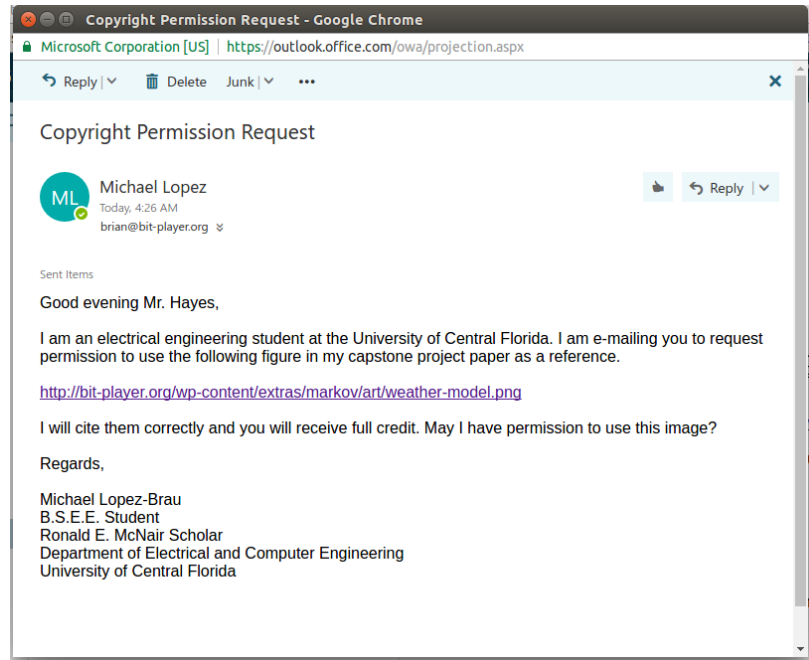 Copyright Permission Request - Google Chrome
Microsoft Corporation [US] | https://outlook.office.com/owa/projection.aspx
Reply | Delete Junk | •••
Copyright Permission Request
ML Michael Lopez
Today, 4:26 AM
brian@bit-player.org
Reply |
Sent Items
Good evening Mr. Hayes,
I am an electrical engineering student at the University of Central Florida. I am e-mailing you to request
permission to use the following figure in my capstone project paper as a reference.
http://bit-player.org/wp-content/extras/markov/art/weather-model.png
I will cite them correctly and you will receive full credit. May I have permission to use this image?
Regards,
Michael Lopez-Brau
B.S.E.E. Student
Ronald E. McNair Scholar
Department of Electrical and Computer Engineering
University of Central Florida